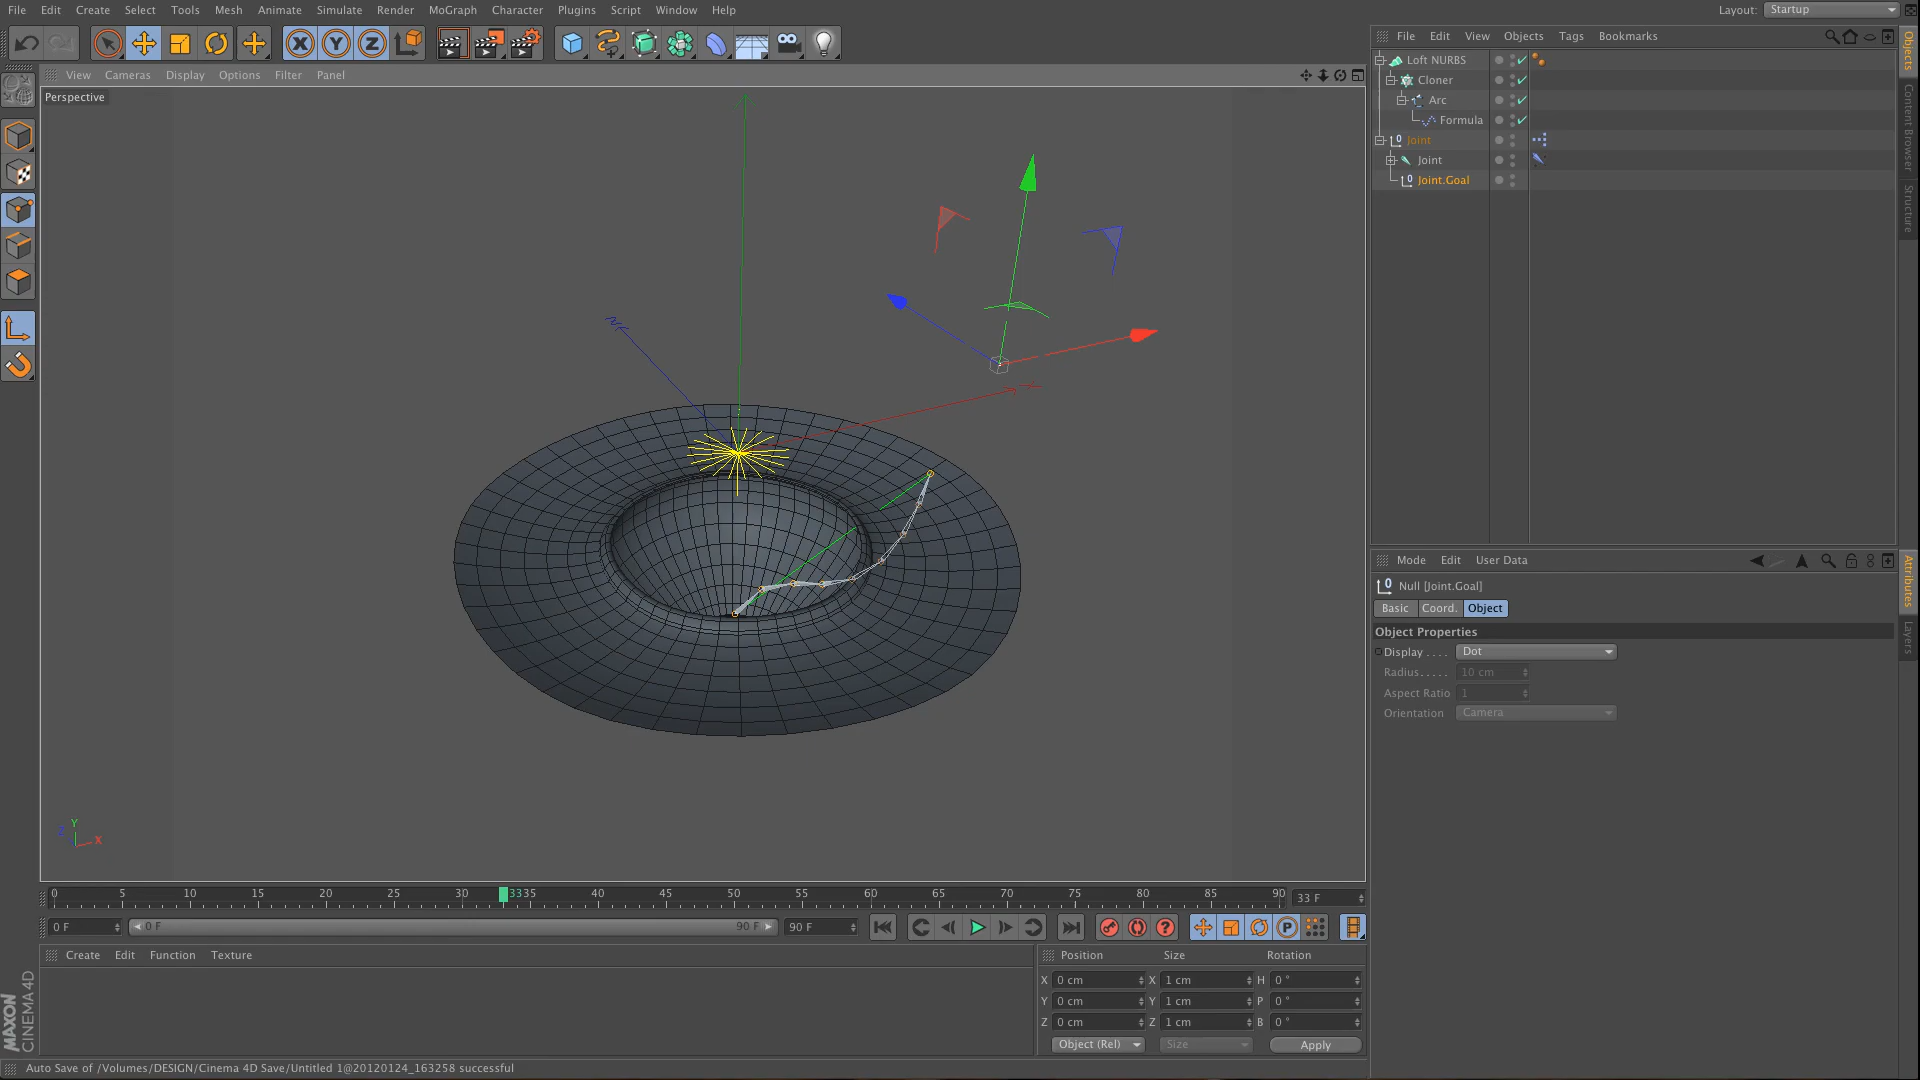 File Edit Create Select Tools Mesh Animate Simulate Render MoGraph Character Plugins Script Window Help
Layout: Startup
File Edit View Objects Tags Bookmarks
View Cameras Display Options Filter Panel
Perspective
Loft NURBS
Cloner
Arc
Formula
Joint
Joint
Joint.Goal
Objects
Content Browser
Structure
Mode Edit User Data
Null [Joint.Goal]
Basic Coord. Object
Object Properties
Display . . . . Dot
Radius. . . . . 10 cm
Aspect Ratio 1
Orientation Camera
Attributes
Layers
Y
Z X
0 5 10 15 20 25 30 3335 40 45 50 55 60 65 70 75 80 85 90 33 F
0 F 0 F 90 F 90 F
Create Edit Function Texture
Position Size Rotation
X 0 cm X 1 cm H 0 °
Y 0 cm Y 1 cm P 0 °
Z 0 cm Z 1 cm B 0 °
Object (Rel) Size Apply
MAXON
CINEMA 4D
Auto Save of /Volumes/DESIGN/Cinema 4D Save/Untitled 1@20120124_163258 successful